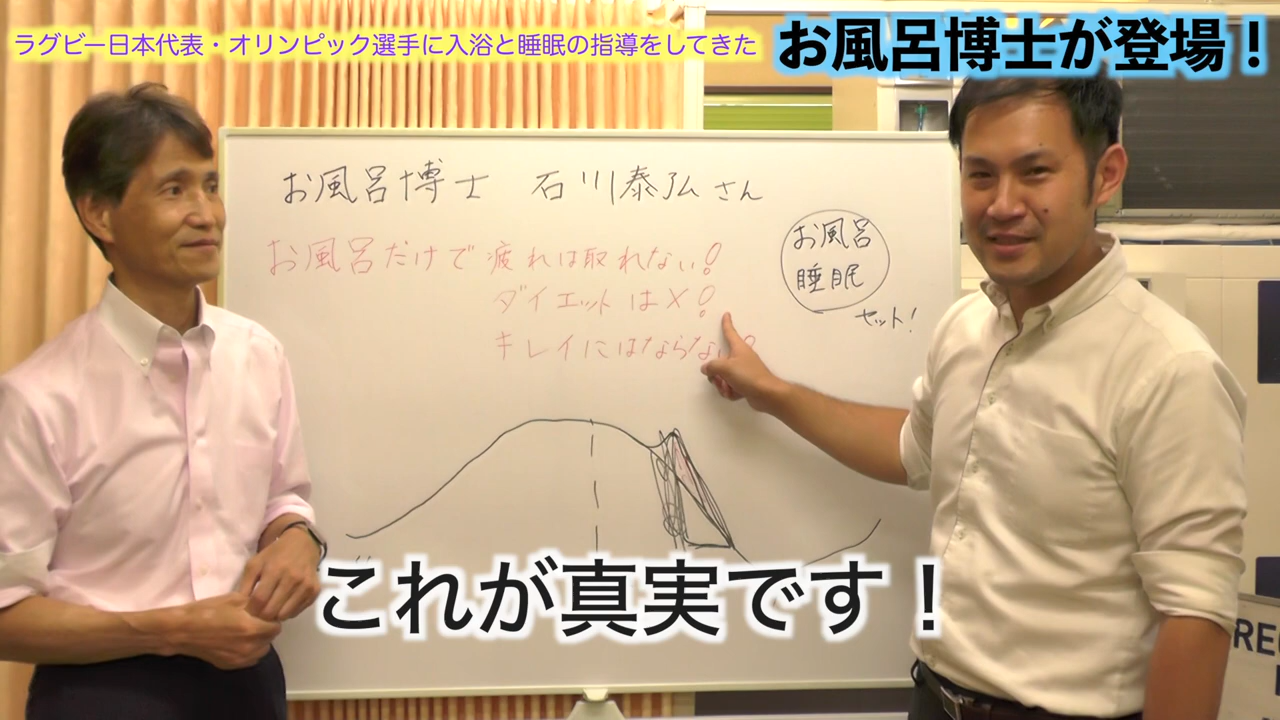 ラグビー日本代表・オリンピック選手に入浴と睡眠の指導をしてきた
お風呂博士が登場！
お風呂博士 石川泰弘さん
お風呂だけで疲れは取れない！
ダイエットは×！
キレイにはならない！
お風呂
睡眠
セット！
これが真実です！